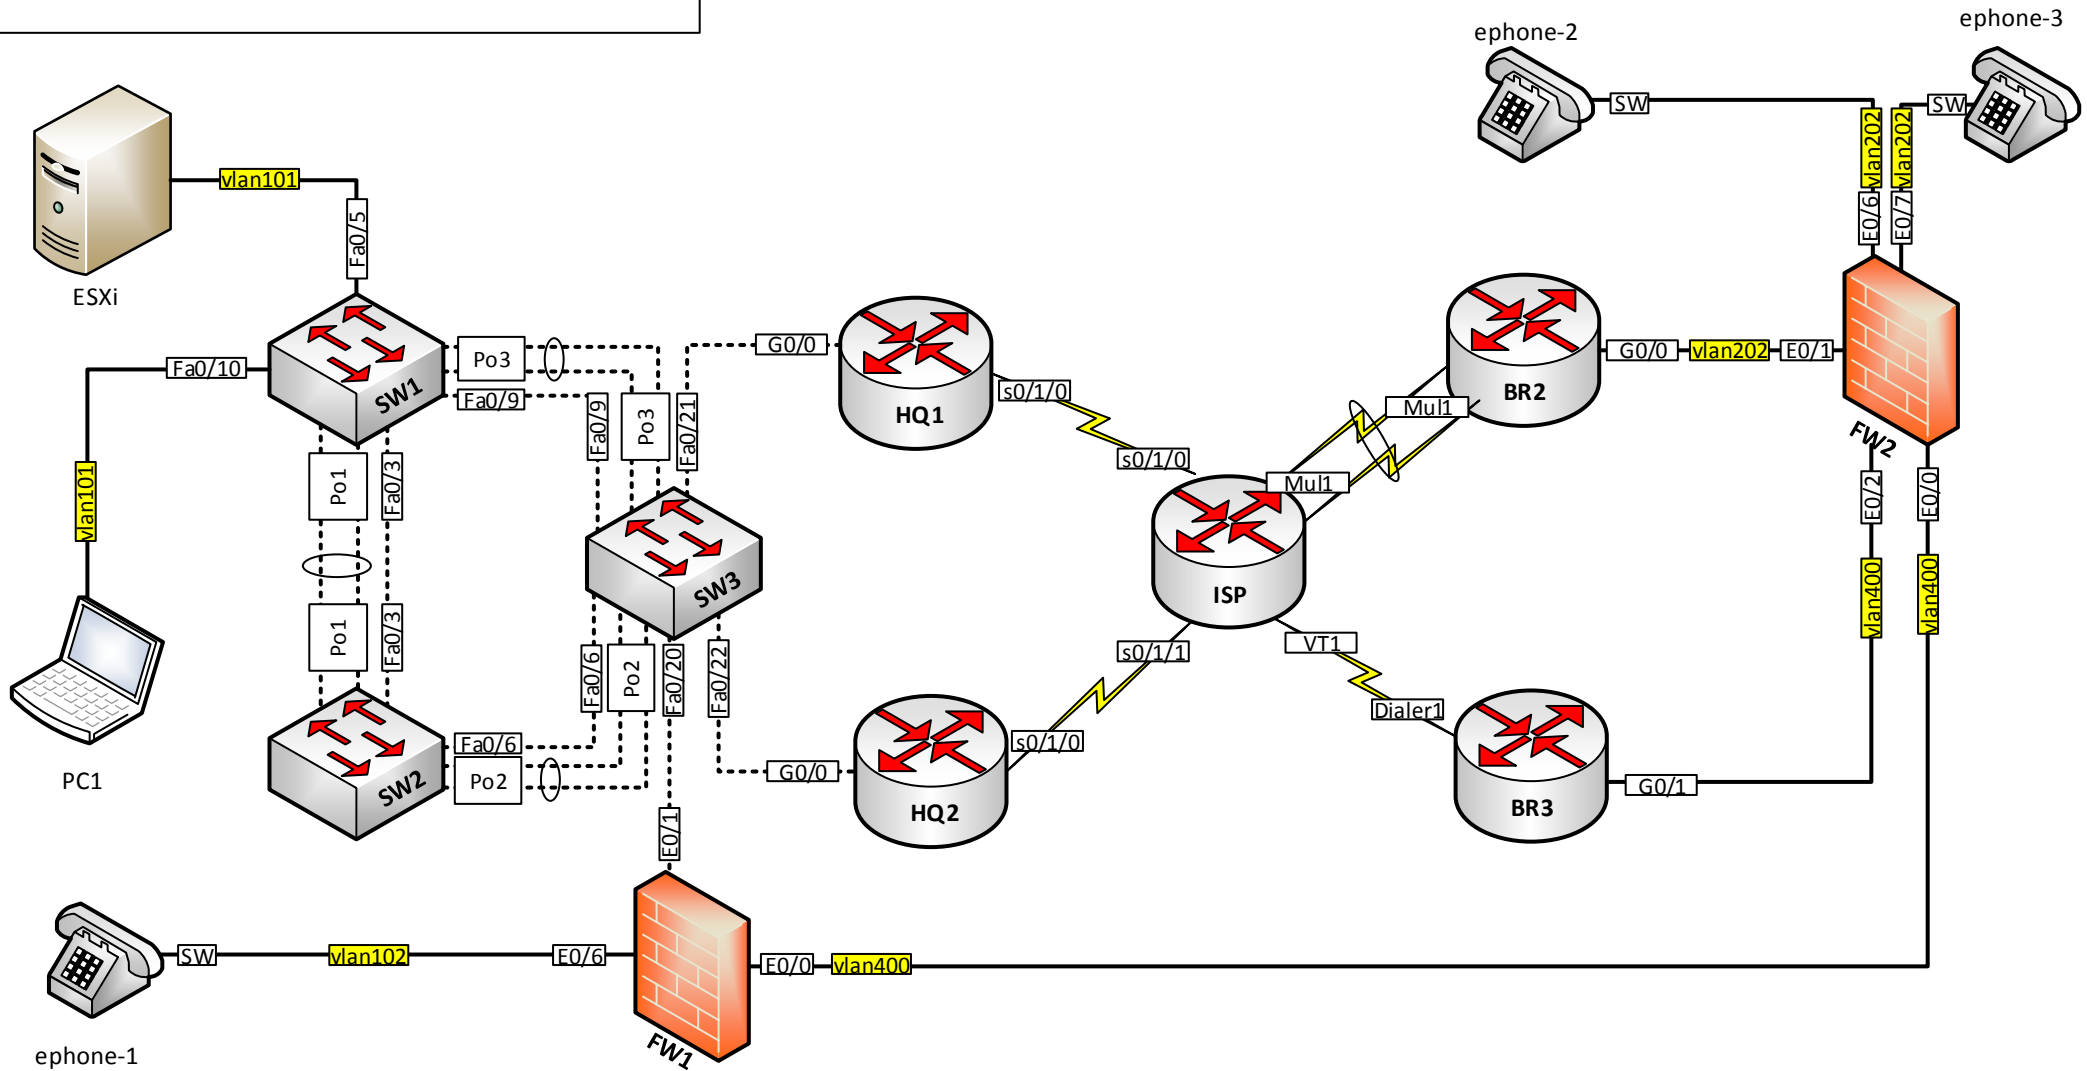 ephone-3
ephone-2
SW
SW
vlan202
vlan202
E0/6
E0/7
vlan101
Fa0/5
ESXi
Fa0/10
vlan101
PC1
SW1
Po3
Fa0/9
Fa0/9
Po3
Fa0/21
G0/0
HQ1
s0/1/0
s0/1/0
Mul1
Mul1
BR2
G0/0
vlan202
E0/1
FW2
E0/2
E0/0
vlan400
vlan400
Po1
Fa0/3
Po1
Fa0/3
SW3
ISP
Fa0/6
Po2
Fa0/20
Fa0/22
s0/1/1
VT1
Dialer1
SW2
Fa0/6
Po2
G0/0
HQ2
s0/1/0
BR3
G0/1
E0/1
SW
vlan102
E0/6
E0/0
vlan400
FW1
ephone-1